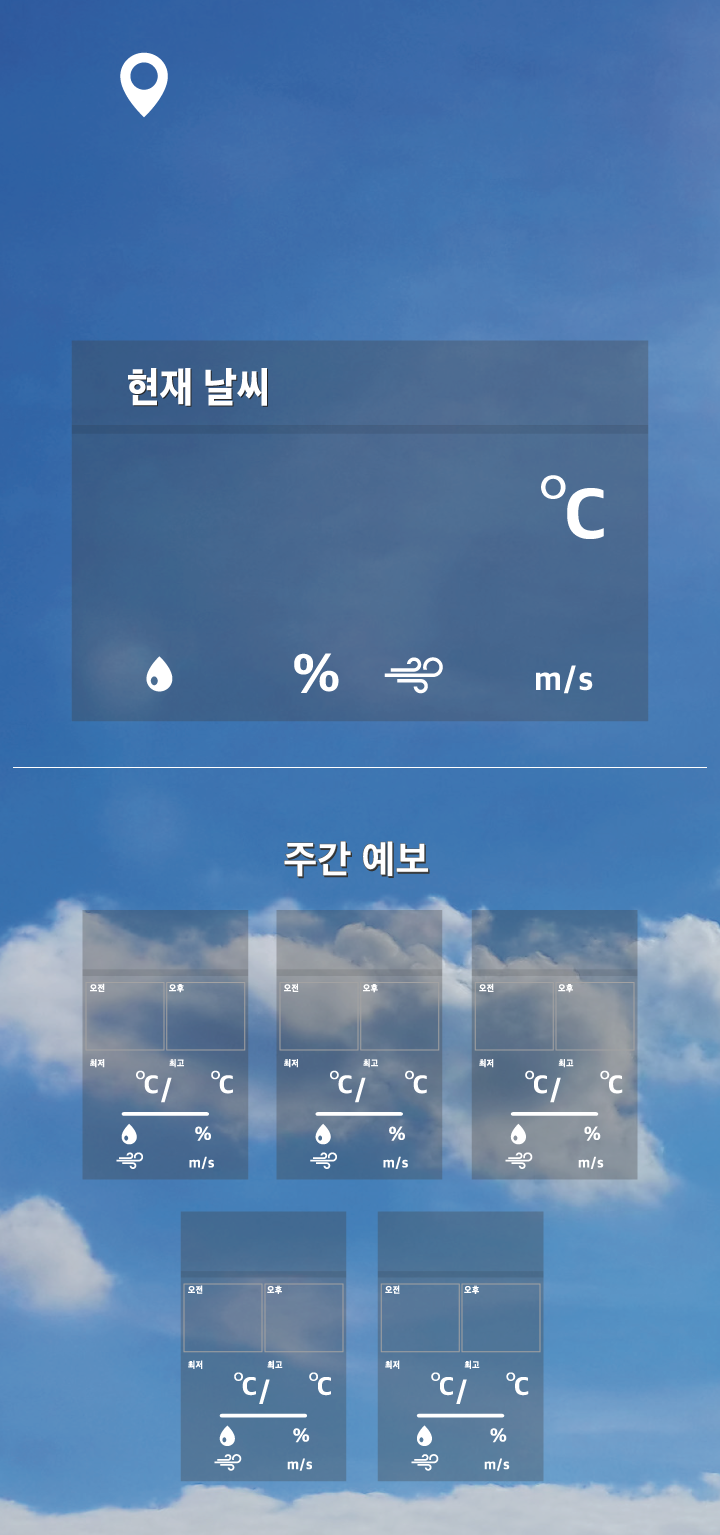 현재 날씨
℃
% m/s
주간 예보
오전 오후 오전 오후 오전 오후
최저 최고 최저 최고 최저 최고
℃/ ℃ ℃/ ℃ ℃/ ℃
% % %
m/s m/s m/s
오전 오후 오전 오후
최저 최고 최저 최고
℃/ ℃ ℃/ ℃
% %
m/s m/s